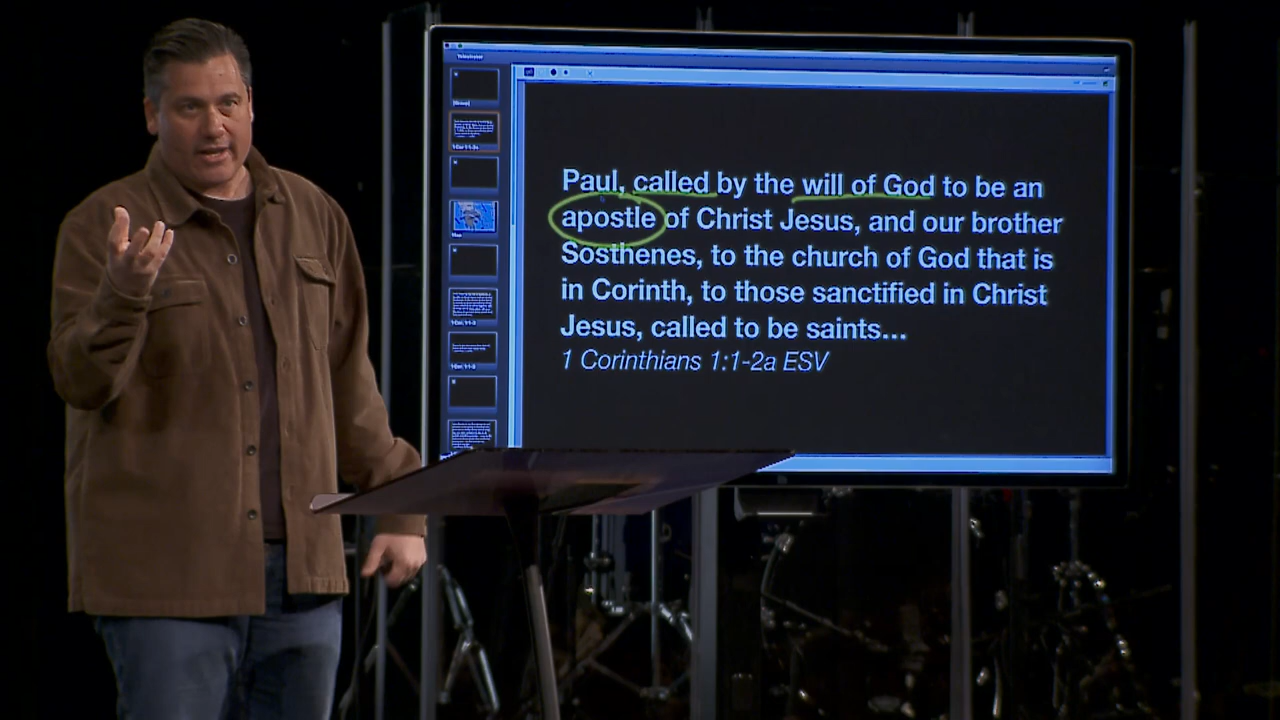 Paul, called by the will of God to be an
apostle of Christ Jesus, and our brother
Sosthenes, to the church of God that is
in Corinth, to those sanctified in Christ
Jesus, called to be saints…
1 Corinthians 1:1-2a ESV